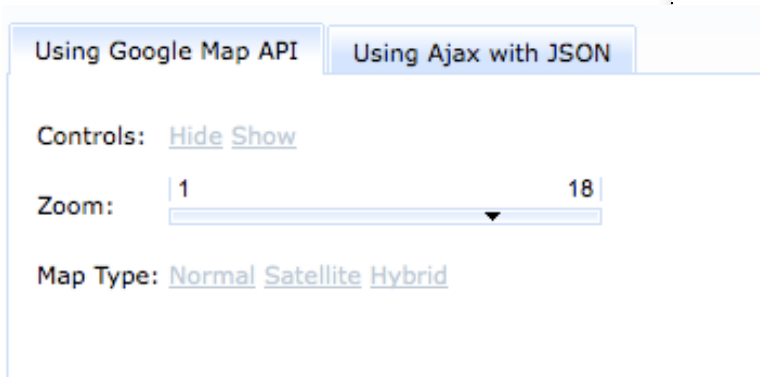 Using Google Map API Using Ajax with JSON
Controls: Hide Show
1 18
Zoom:
Map Type: Normal Satellite Hybrid